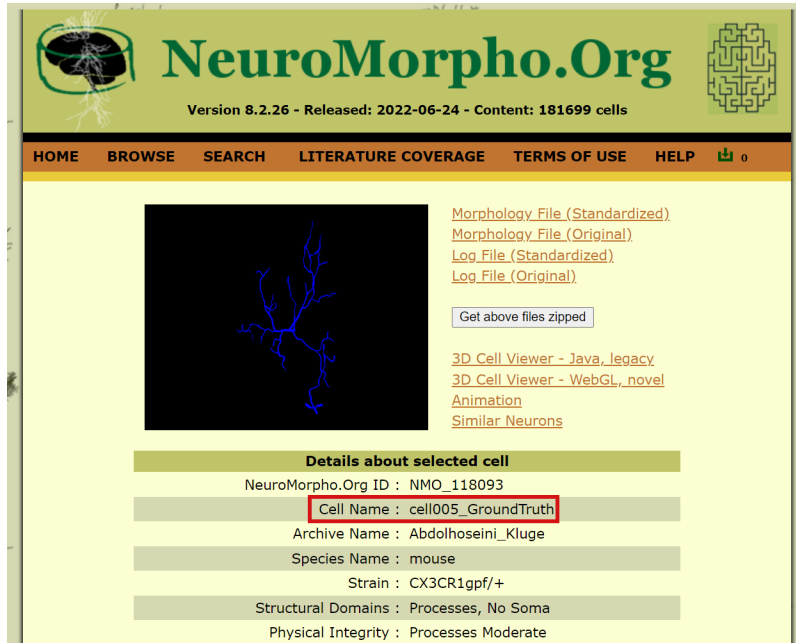 NeuroMorpho.Org
Version 8.2.26 - Released: 2022-06-24 - Content: 181699 cells
HOME BROWSE SEARCH LITERATURE COVERAGE TERMS OF USE HELP 0
Morphology File (Standardized)
Morphology File (Original)
Log File (Standardized)
Log File (Original)
Get above files zipped
3D Cell Viewer - Java, legacy
3D Cell Viewer - WebGL, novel
Animation
Similar Neurons
Details about selected cell
NeuroMorpho.Org ID : NMO_118093
Cell Name : cell005_GroundTruth
Archive Name : Abdolhoseini_Kluge
Species Name : mouse
Strain : CX3CR1gpf/+
Structural Domains : Processes, No Soma
Physical Integrity : Processes Moderate